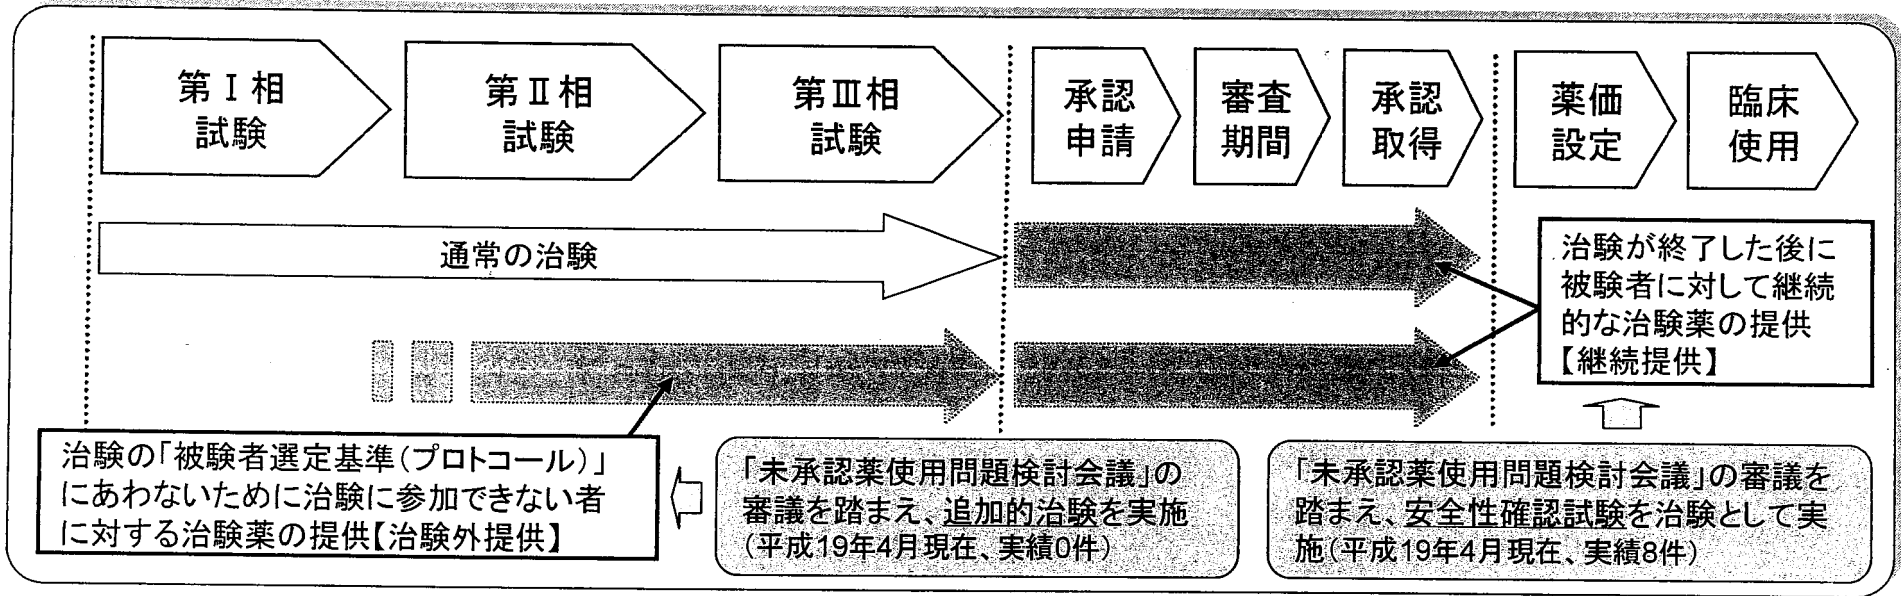 第Ⅰ相
試験
第Ⅱ相
試験
第Ⅲ相
試験
承認
申請
審査
期間
承認
取得
薬価
設定
臨床
使用
通常の治験
治験が終了した後に
被験者に対して継続
的な治験薬の提供
【継続提供】
治験の「被験者選定基準(プロトコール)」
にあわないために治験に参加できない者
に対する治験薬の提供【治験外提供】
「未承認薬使用問題検討会議」の
審議を踏まえ、追加的治験を実施
(平成19年4月現在、実績0件)
「未承認薬使用問題検討会議」の審議を
踏まえ、安全性確認試験を治験として実
施(平成19年4月現在、実績8件)